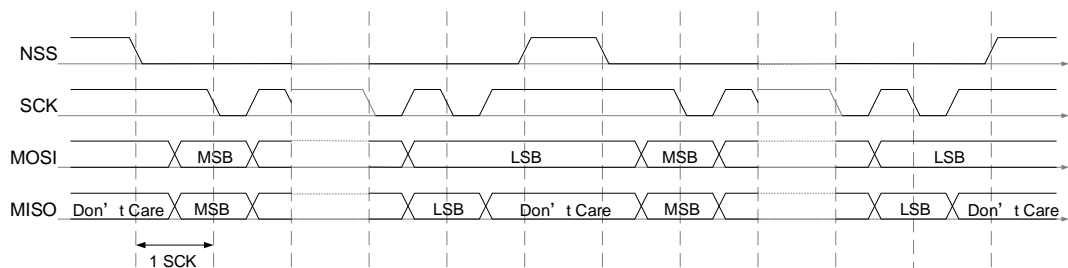 NSS
SCK
MOSI MSB LSB MSB LSB
MISO Don’t Care MSB LSB Don’t Care MSB LSB Don’t Care
1 SCK